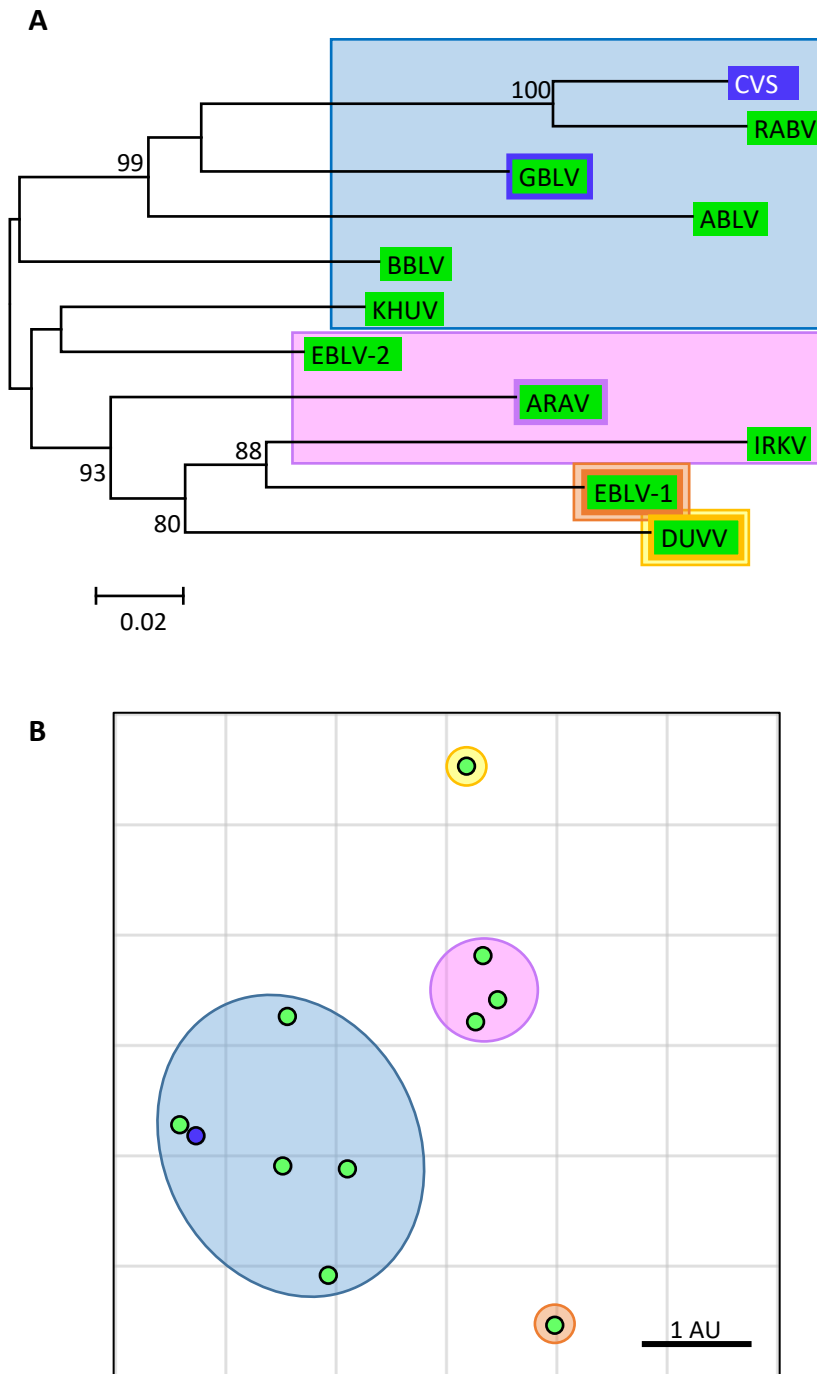 A
CVS
100
RABV
99
GBLV
ABLV
BBLV
KHUV
EBLV-2
ARAV
IRKV
88
93
EBLV-1
80
DUVV
0.02
B
1 AU